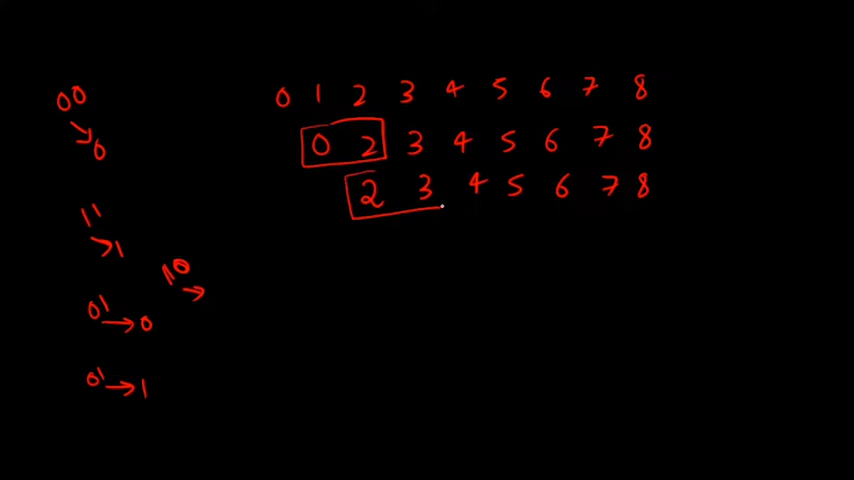 00
→ 0
11
→ 1
10 →
01 → 0
01 → 1
0 1 2 3 4 5 6 7 8
0 2 3 4 5 6 7 8
2 3 4 5 6 7 8